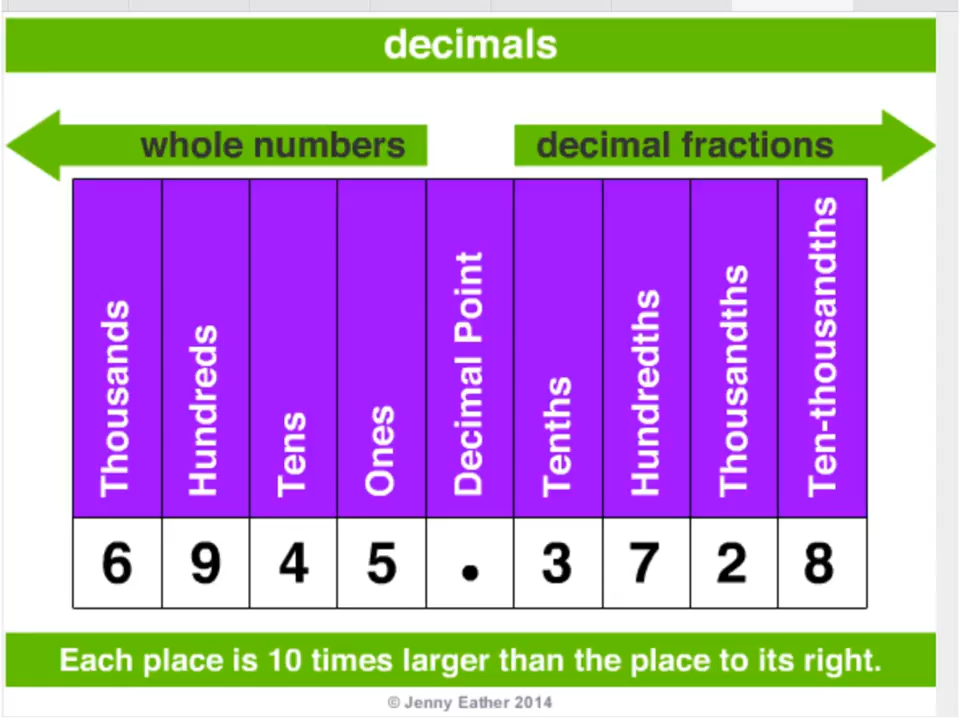 decimals
whole numbers decimal fractions
Thousands Hundreds Tens Ones Decimal Point Tenths Hundredths Thousandths Ten-thousandths
6 9 4 5 . 3 7 2 8
Each place is 10 times larger than the place to its right.
© Jenny Eather 2014